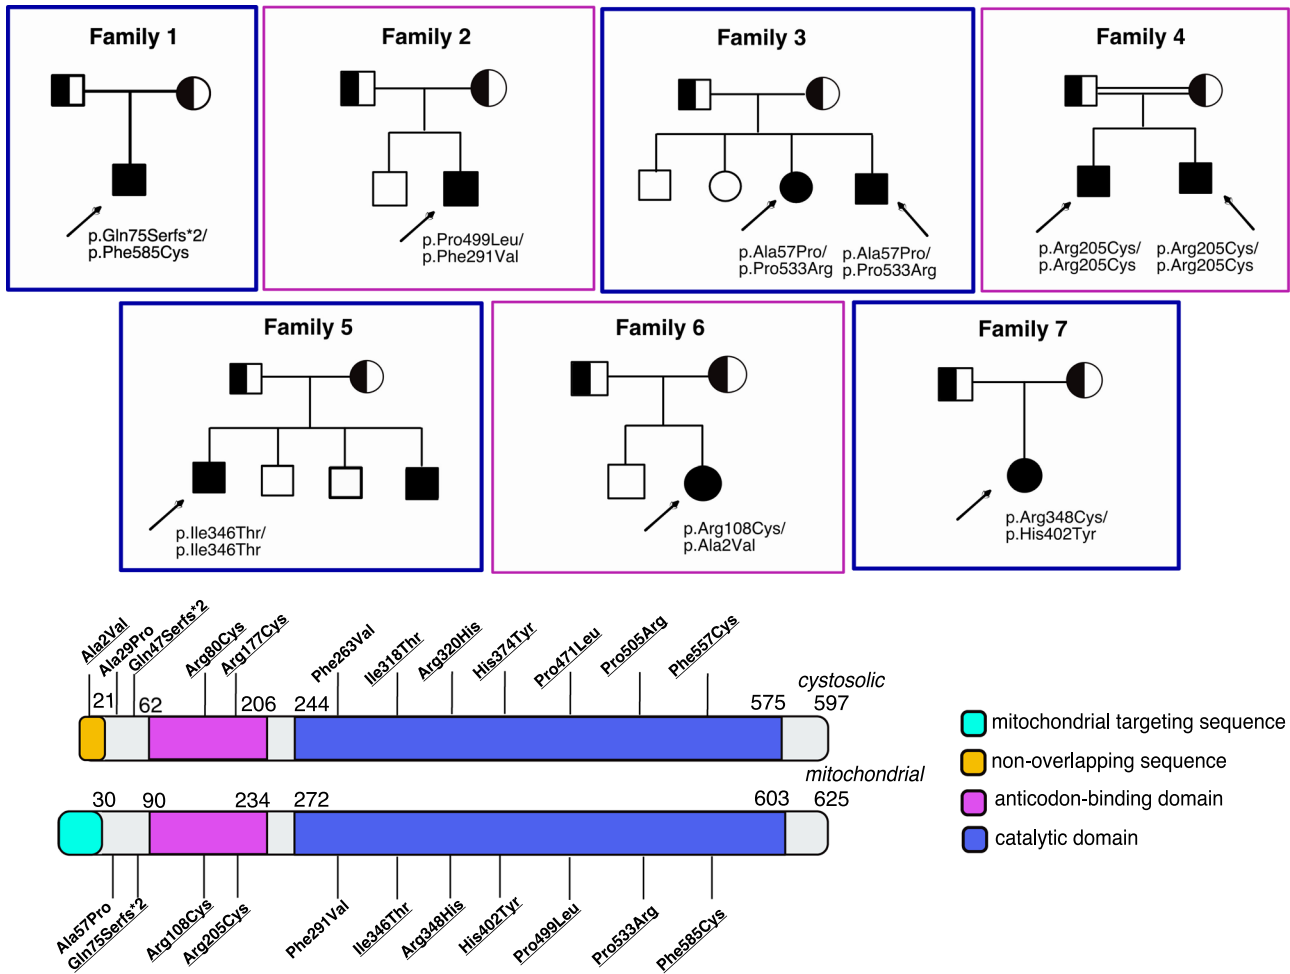 Family 1
Family 2
Family 3
Family 4
p.Gln75Serfs*2/
p.Phe585Cys
p.Pro499Leu/
p.Phe291Val
p.Ala57Pro/
p.Pro533Arg
p.Ala57Pro/
p.Pro533Arg
p.Arg205Cys/
p.Arg205Cys
p.Arg205Cys/
p.Arg205Cys
Family 5
Family 6
Family 7
p.Ile346Thr/
p.Ile346Thr
p.Arg108Cys/
p.Ala2Val
p.Arg348Cys/
p.His402Tyr
Ala2Val
Ala29Pro
Gln47Serfs*2
Arg80Cys
Arg177Cys
Phe263Val
Ile318Thr
Arg320His
His374Tyr
Pro471Leu
Pro505Arg
Phe557Cys
cystosolic
21 62 206 244 575 597
mitochondrial
30 90 234 272 603 625
Ala57Pro
Gln75Serfs*2
Arg108Cys
Arg205Cys
Phe291Val
Ile346Thr
Arg348His
His402Tyr
Pro499Leu
Pro533Arg
Phe585Cys
mitochondrial targeting sequence
non-overlapping sequence
anticodon-binding domain
catalytic domain